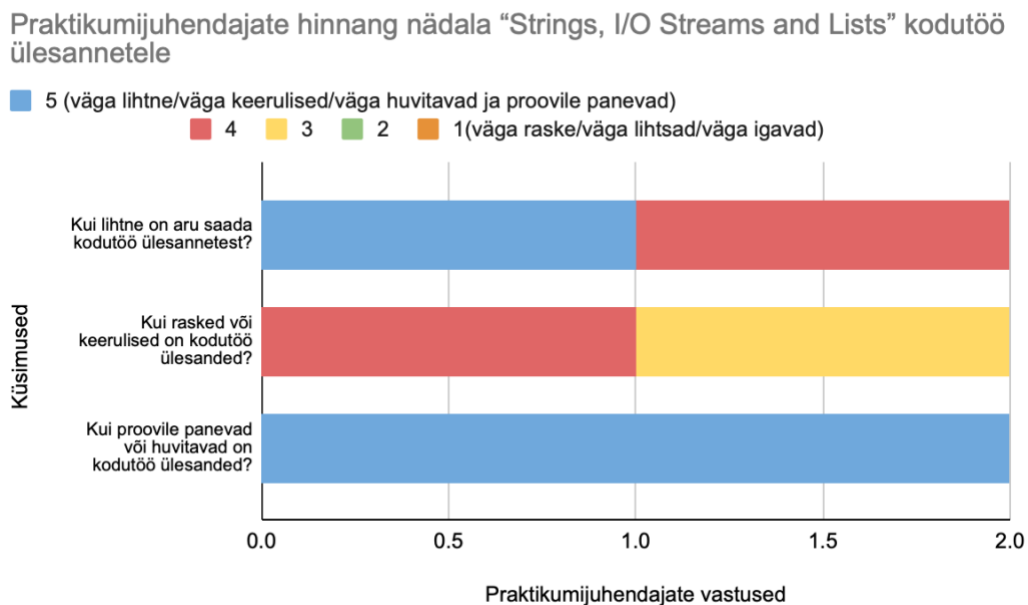 Praktikumijuhendajate hinnang nädala “Strings, I/O Streams and Lists” kodutöö
ülesannetele
5 (väga lihtne/väga keerulised/väga huvitavad ja proovile panevad)
4 3 2 1(väga raske/väga lihtsad/väga igavad)
Küsimused
Kui lihtne on aru saada
kodutöö ülesannetest?
Kui rasked või
keerulised on kodutöö
ülesanded?
Kui proovile panevad
või huvitavad on
kodutöö ülesanded?
0.0 0.5 1.0 1.5 2.0
Praktikumijuhendajate vastused